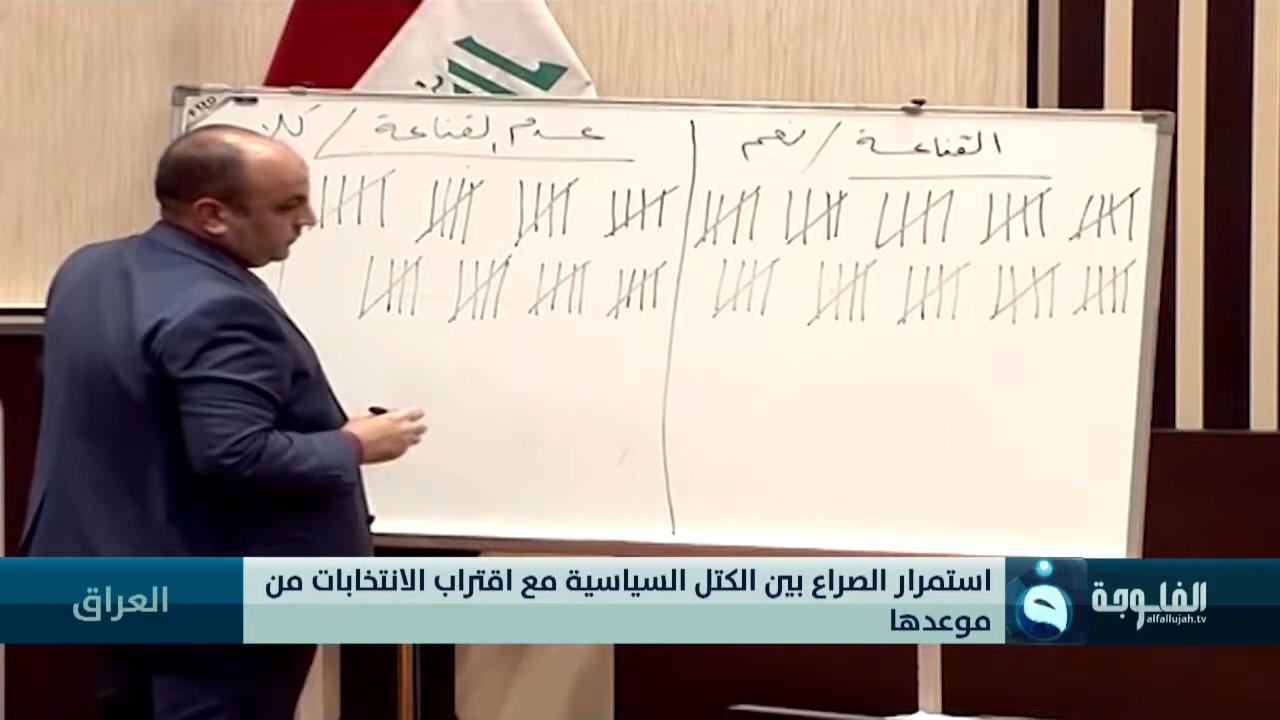 القناعة / نعم
عدم القناعة / كلا
استمرار الصراع بين الكتل السياسية مع اقتراب الانتخابات من
موعدها
الفلوجة
alfallujah.tv
العراق